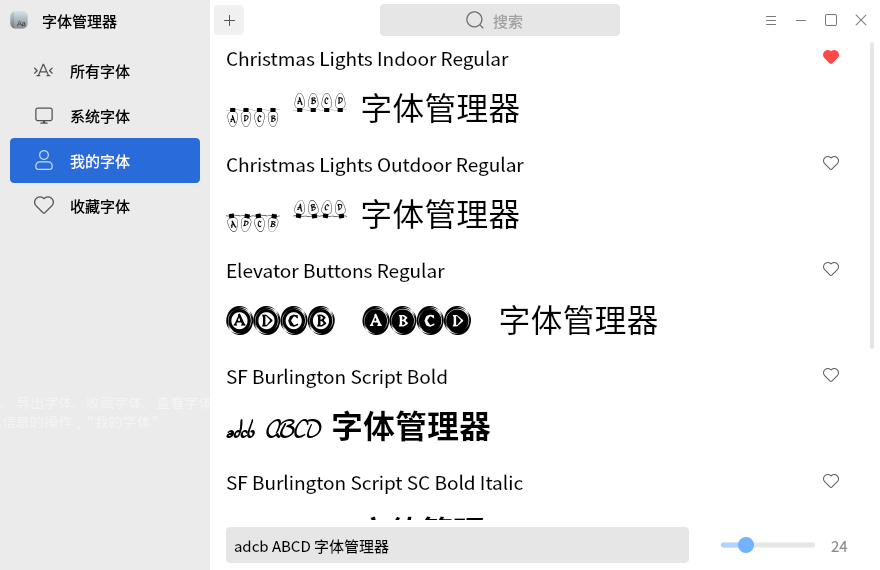 字体管理器
搜索
所有字体
系统字体
我的字体
收藏字体
导出字体、收藏字体、查看字体
信息的操作，“我的字体”
Christmas Lights Indoor Regular
ADCB ABCD 字体管理器
Christmas Lights Outdoor Regular
ADCB ABCD 字体管理器
Elevator Buttons Regular
ADCB ABCD 字体管理器
SF Burlington Script Bold
adcb ABCD 字体管理器
SF Burlington Script SC Bold Italic
adcb ABCD 字体管理器
24